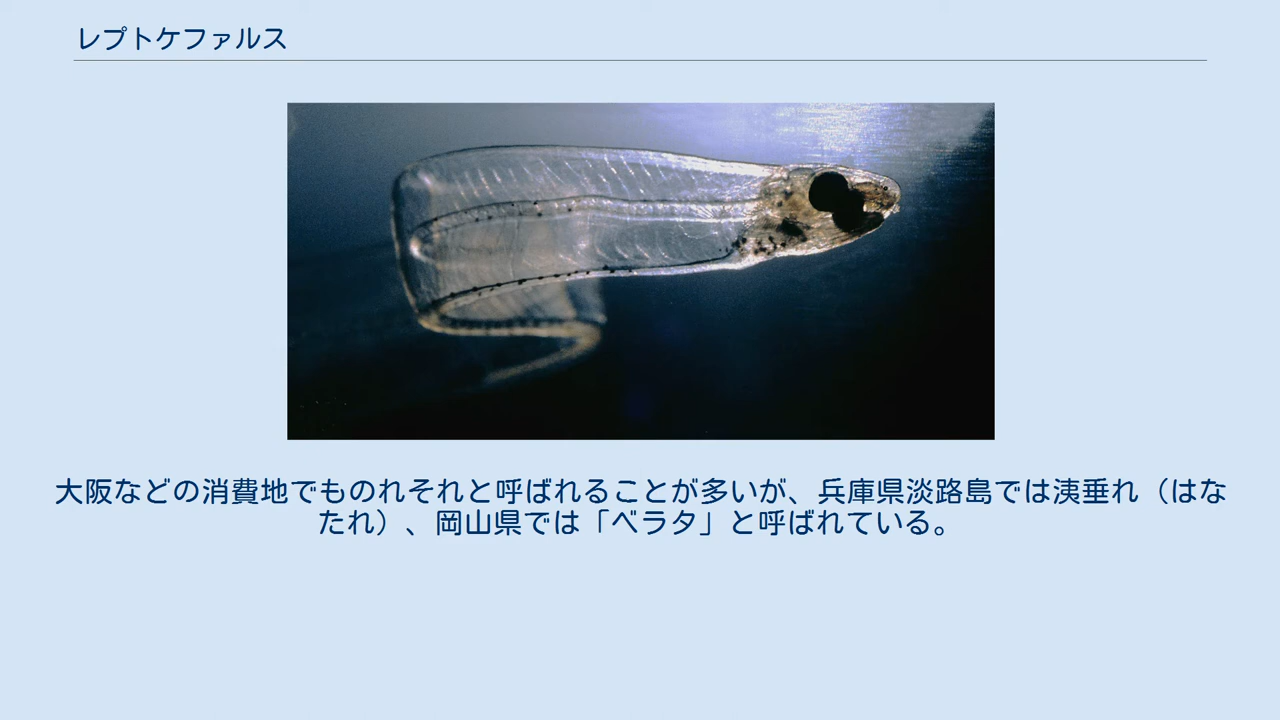 レプトケファルス
大阪などの消費地でものれそれと呼ばれることが多いが、兵庫県淡路島では洟垂れ（はな
たれ）、岡山県では「ベラタ」と呼ばれている。